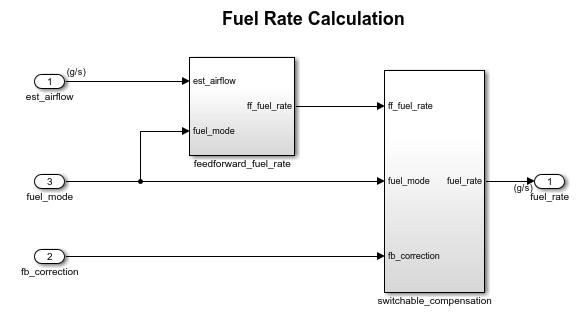 Fuel Rate Calculation
1
(g/s)
est_airflow
est_airflow
ff_fuel_rate
fuel_mode
feedforward_fuel_rate
3
fuel_mode
2
fb_correction
ff_fuel_rate
fuel_mode
fuel_rate
fb_correction
switchable_compensation
1
(g/s)
fuel_rate